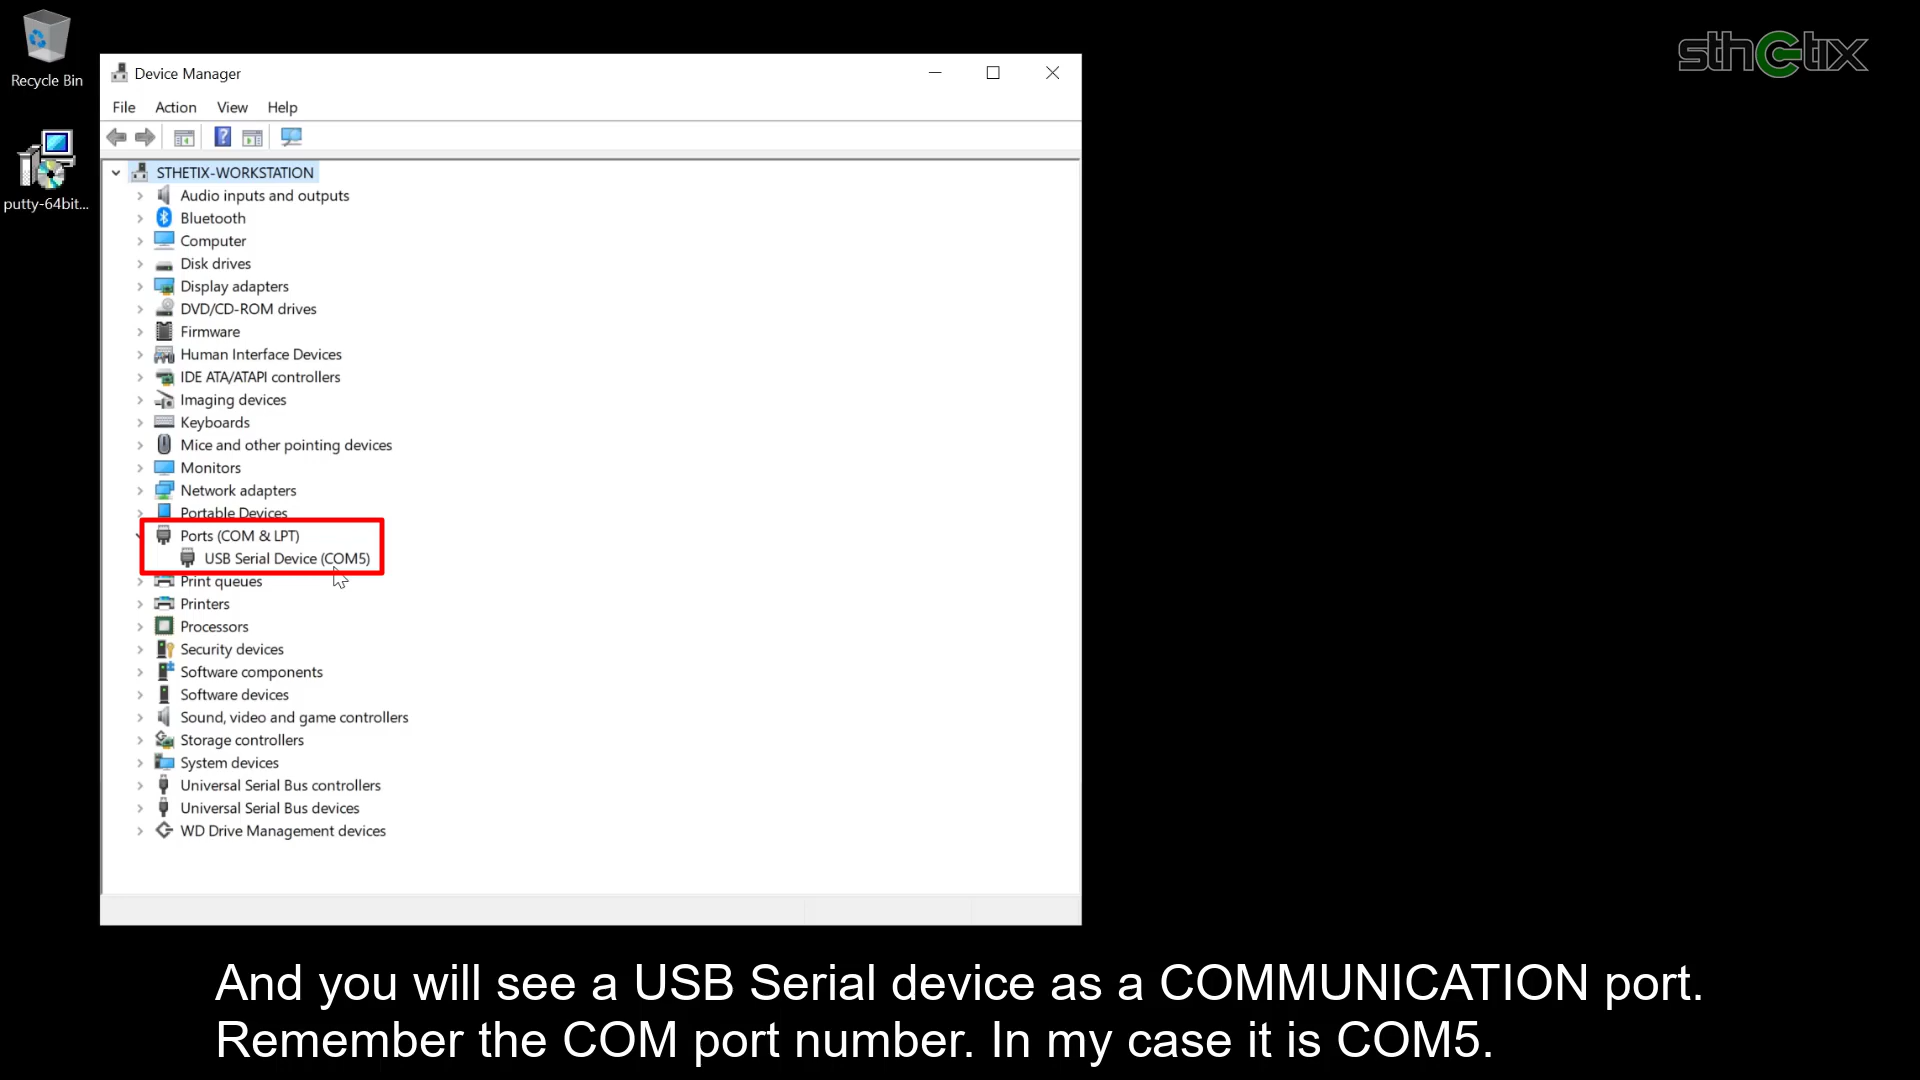 Recycle Bin
putty-64bit...
sthetix
Device Manager
File Action View Help
STHETIX-WORKSTATION
Audio inputs and outputs
Bluetooth
Computer
Disk drives
Display adapters
DVD/CD-ROM drives
Firmware
Human Interface Devices
IDE ATA/ATAPI controllers
Imaging devices
Keyboards
Mice and other pointing devices
Monitors
Network adapters
Portable Devices
Ports (COM & LPT)
USB Serial Device (COM5)
Print queues
Printers
Processors
Security devices
Software components
Software devices
Sound, video and game controllers
Storage controllers
System devices
Universal Serial Bus controllers
Universal Serial Bus devices
WD Drive Management devices
And you will see a USB Serial device as a COMMUNICATION port.
Remember the COM port number. In my case it is COM5.